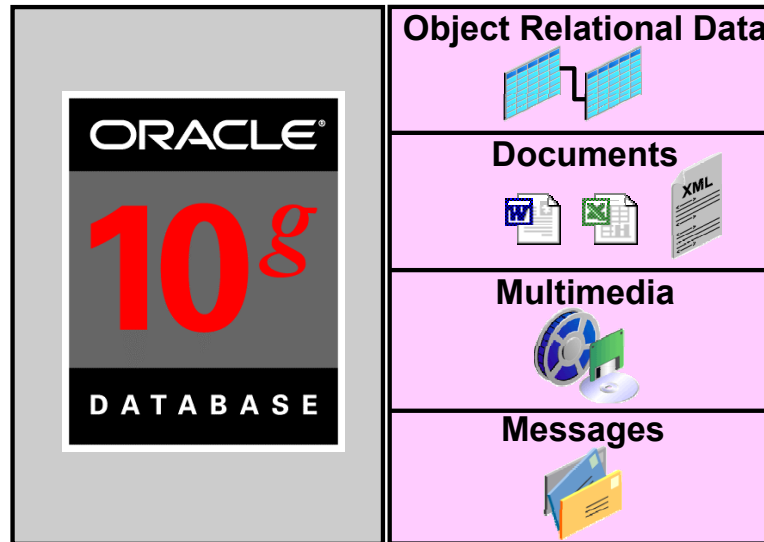 ORACLE®
10g
DATABASE
Object Relational Data
Documents
W
X
XML
Multimedia
Messages